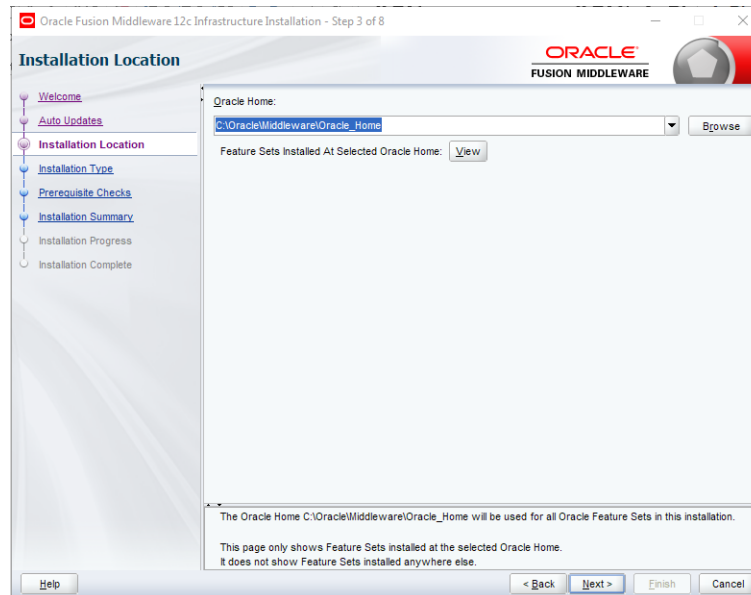 Oracle Fusion Middleware 12c Infrastructure Installation - Step 3 of 8
Installation Location
ORACLE
FUSION MIDDLEWARE
Welcome
Auto Updates
Installation Location
Installation Type
Prerequisite Checks
Installation Summary
Installation Progress
Installation Complete
Oracle Home:
C:\Oracle\Middleware\Oracle_Home
Browse
Feature Sets Installed At Selected Oracle Home: View
The Oracle Home C:\Oracle\Middleware\Oracle_Home will be used for all Oracle Feature Sets in this installation.
This page only shows Feature Sets installed at the selected Oracle Home.
It does not show Feature Sets installed anywhere else.
Help
< Back Next > Finish Cancel